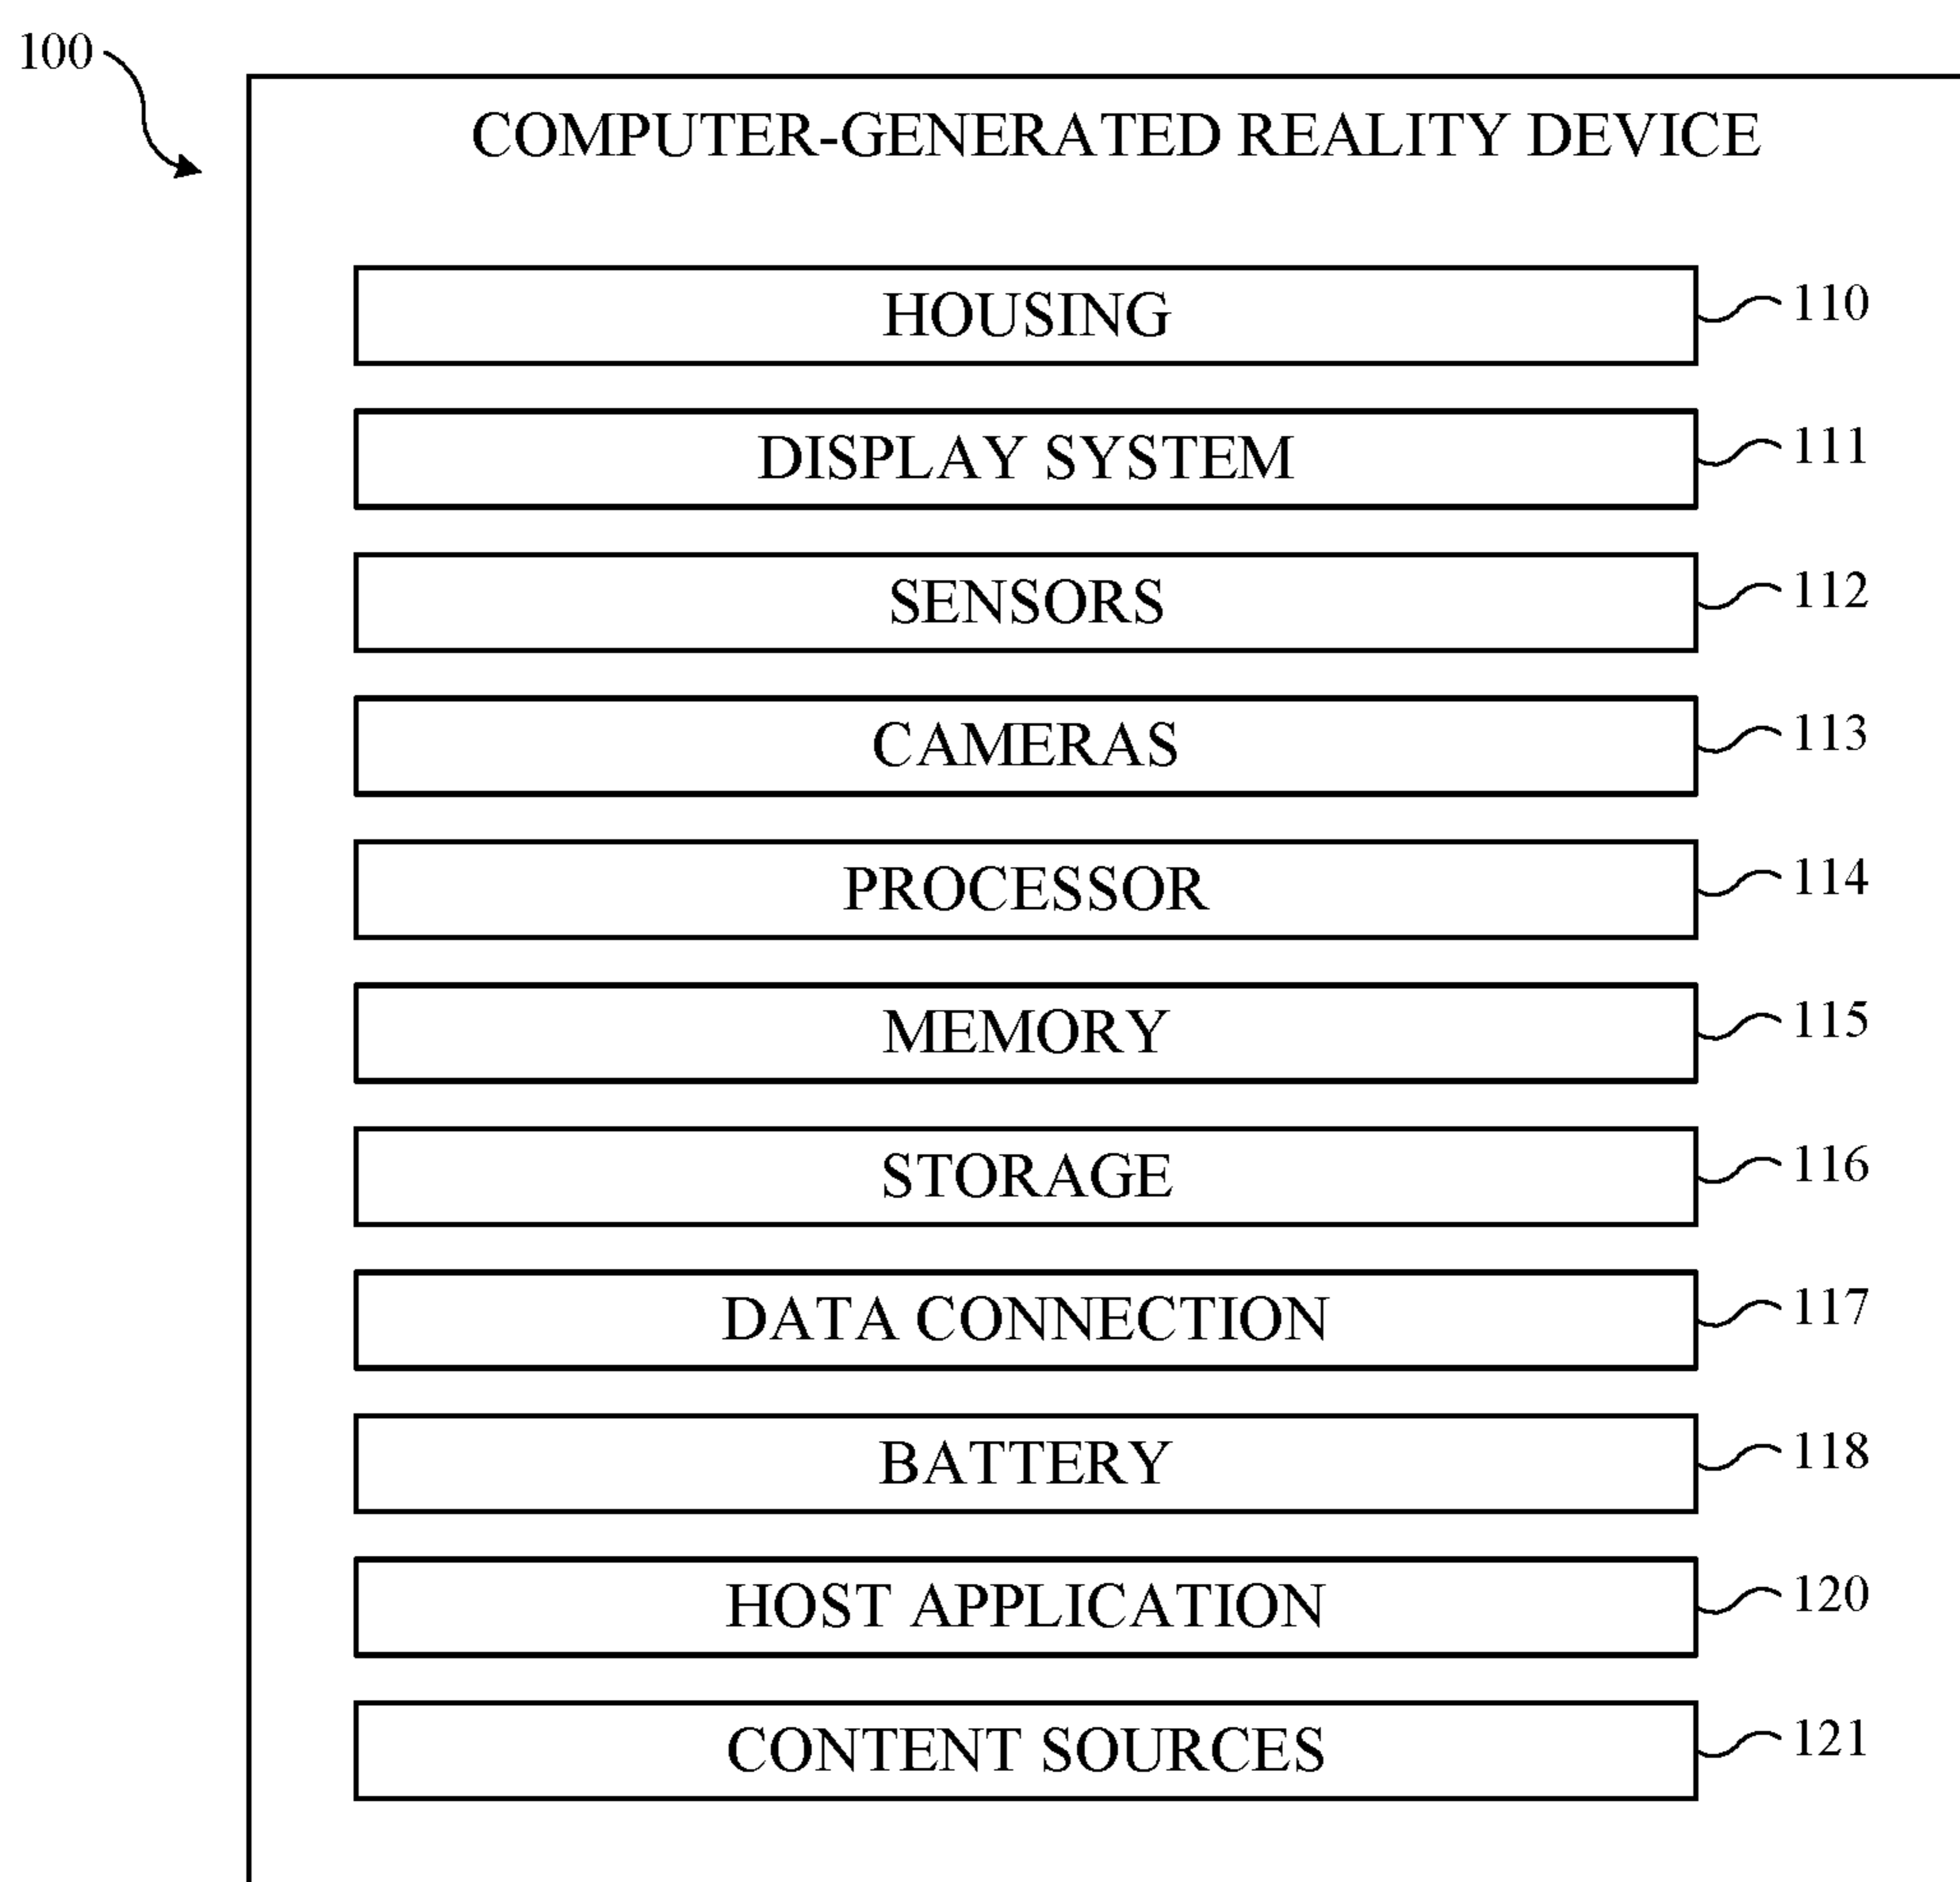 100
COMPUTER-GENERATED REALITY DEVICE
HOUSING 110
DISPLAY SYSTEM 111
SENSORS 112
CAMERAS 113
PROCESSOR 114
MEMORY 115
STORAGE 116
DATA CONNECTION 117
BATTERY 118
HOST APPLICATION 120
CONTENT SOURCES 121